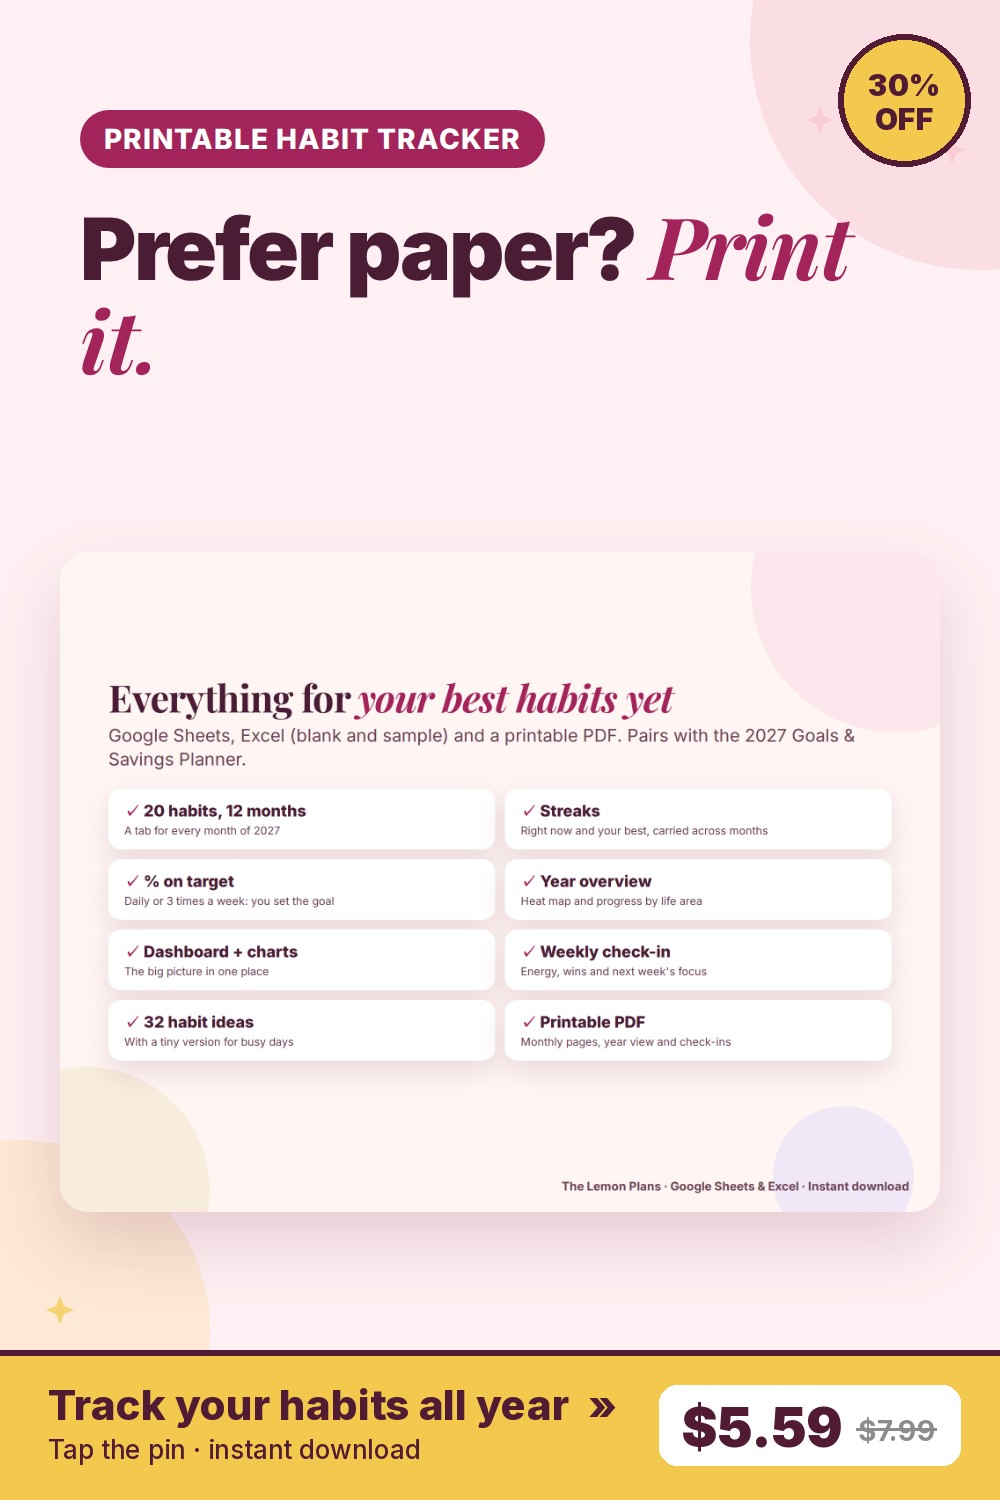 30%
OFF
PRINTABLE HABIT TRACKER
Prefer paper? Print
it.
Everything for your best habits yet
Google Sheets, Excel (blank and sample) and a printable PDF. Pairs with the 2027 Goals &
Savings Planner.
✓ 20 habits, 12 months
A tab for every month of 2027
✓ Streaks
Right now and your best, carried across months
✓ % on target
Daily or 3 times a week: you set the goal
✓ Year overview
Heat map and progress by life area
✓ Dashboard + charts
The big picture in one place
✓ Weekly check-in
Energy, wins and next week's focus
✓ 32 habit ideas
With a tiny version for busy days
✓ Printable PDF
Monthly pages, year view and check-ins
The Lemon Plans · Google Sheets & Excel · Instant download
Track your habits all year »
Tap the pin · instant download
$5.59 $7.99